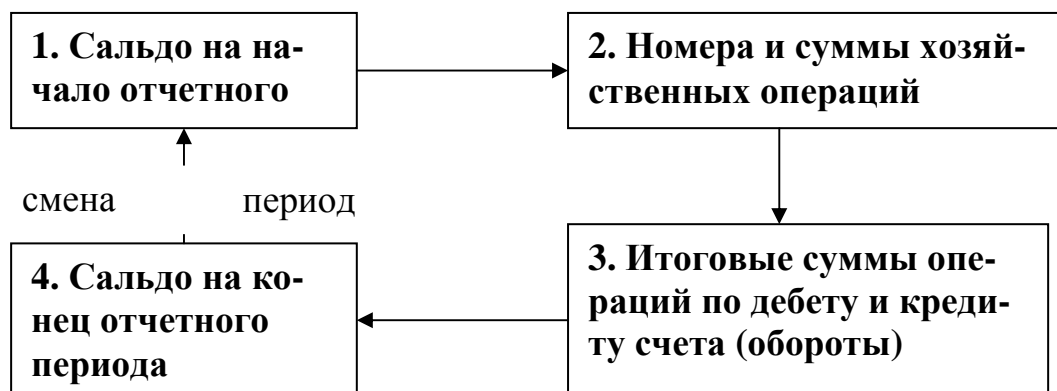 1. Сальдо на на-
чало отчетного
2. Номера и суммы хозяй-
ственных операций
смена период
4. Сальдо на ко-
нец отчетного
периода
3. Итоговые суммы опе-
раций по дебету и креди-
ту счета (обороты)